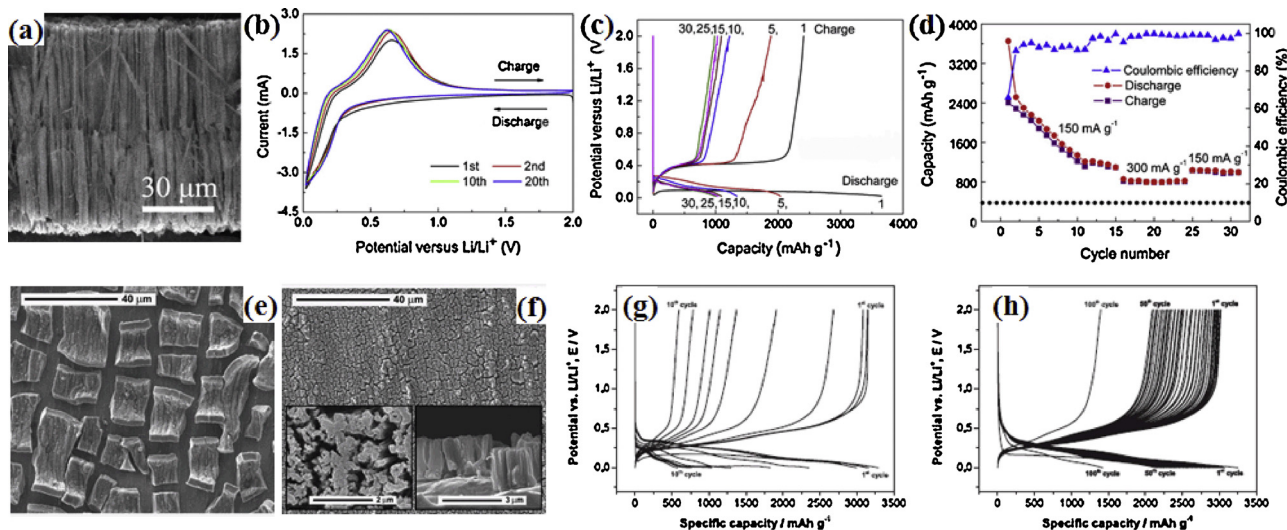 (a)
30 µm
(b)
3.0
1.5
0.0
-1.5
-3.0
-4.5
Current (mA)
Charge
Discharge
1st
2nd
10th
20th
0.0
0.5
1.0
1.5
2.0
Potential versus Li/Li⁺ (V)
(c)
2.0
1.6
1.2
0.8
0.4
0.0
Potential versus Li/Li⁺ (V)
30, 25, 15, 10,
5,
1
Charge
Discharge
30, 25, 15, 10,
5,
1
0
1000
2000
3000
4000
Capacity (mAh g⁻¹)
(d)
4000
3200
2400
1600
800
0
Capacity (mAh g⁻¹)
Coulombic efficiency
Discharge
Charge
150 mA g⁻¹
300 mA g⁻¹
150 mA g⁻¹
100
80
60
40
20
0
Coulombic efficiency (%)
0
5
10
15
20
25
30
Cycle number
(e)
40 µm
(f)
40 µm
2 µm
3 µm
(g)
2,0
1,5
1,0
0,5
0,0
Potential vs. Li/Li⁺, E / V
10ᵗʰ cycle
1ˢᵗ cycle
1ˢᵗ cycle
0
500
1000
1500
2000
2500
3000
3500
Specific capacity / mAh g⁻¹
(h)
2,0
1,5
1,0
0,5
0,0
Potential vs. Li/Li⁺, E / V
100ᵗʰ cycle
50ᵗʰ cycle
1ˢᵗ cycle
100ᵗʰ cycle
50ᵗʰ cycle
1ˢᵗ cycle
0
500
1000
1500
2000
2500
3000
3500
Specific capacity / mAh g⁻¹